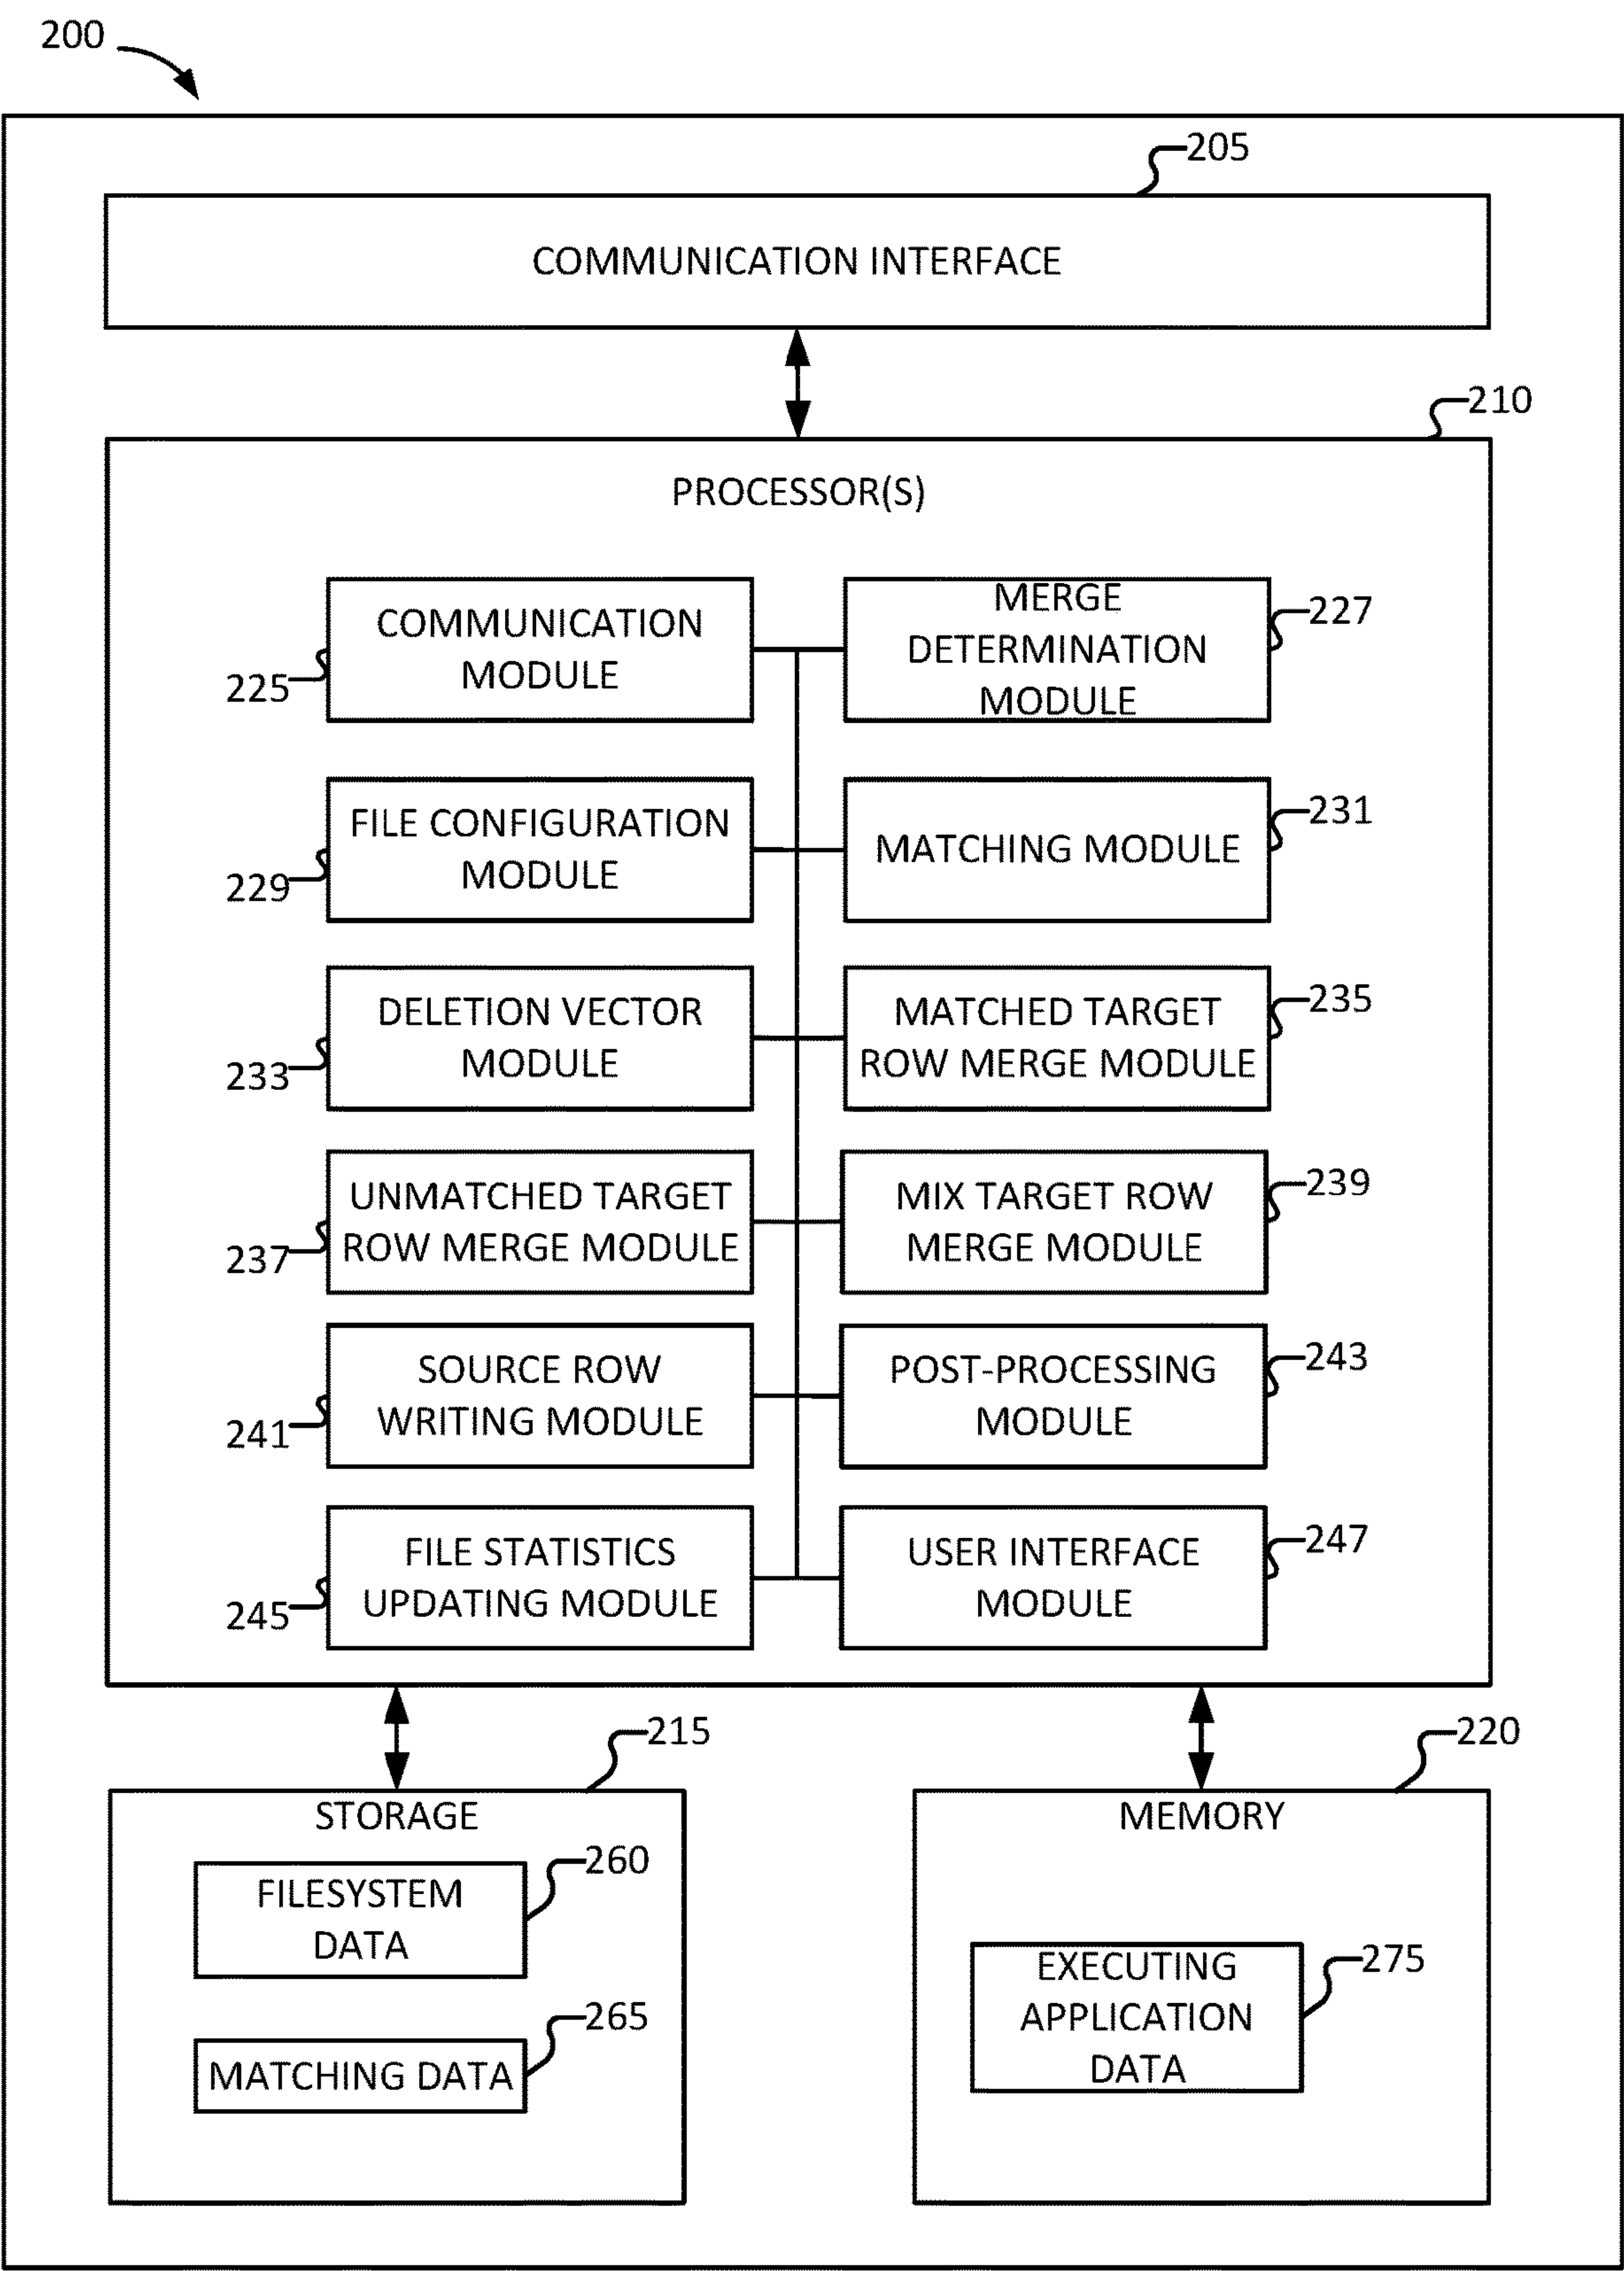 200
205
COMMUNICATION INTERFACE
210
PROCESSOR(S)
COMMUNICATION
MODULE
225
MERGE
DETERMINATION
MODULE
227
FILE CONFIGURATION
MODULE
229
MATCHING MODULE
231
DELETION VECTOR
MODULE
233
MATCHED TARGET
ROW MERGE MODULE
235
UNMATCHED TARGET
ROW MERGE MODULE
237
MIX TARGET ROW
MERGE MODULE
239
SOURCE ROW
WRITING MODULE
241
POST-PROCESSING
MODULE
243
FILE STATISTICS
UPDATING MODULE
245
USER INTERFACE
MODULE
247
215
STORAGE
260
FILESYSTEM
DATA
265
MATCHING DATA
220
MEMORY
EXECUTING
APPLICATION
DATA
275